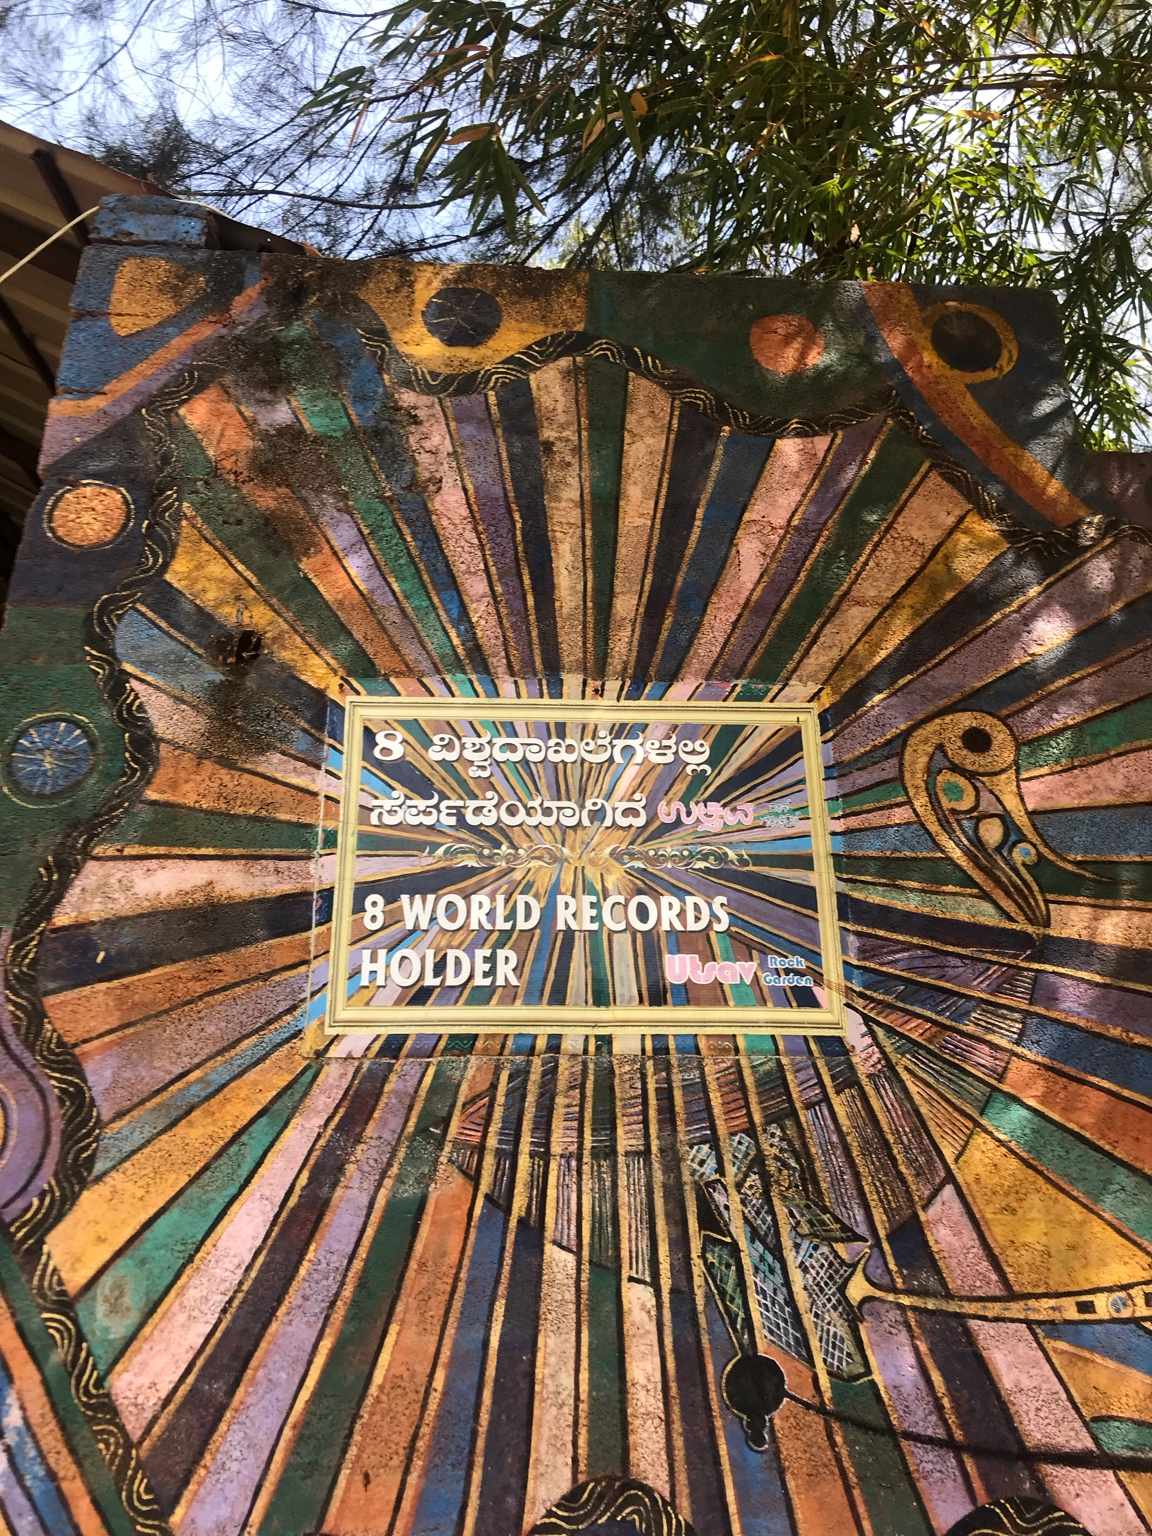 8 ವಿಶ್ವದಾಖಲೆಗಳಲ್ಲಿ
ಸೆರ್ಪಡೆಯಾಗಿದೆ ಉತ್ಸವ
8 WORLD RECORDS
HOLDER Utsav Rock Garden